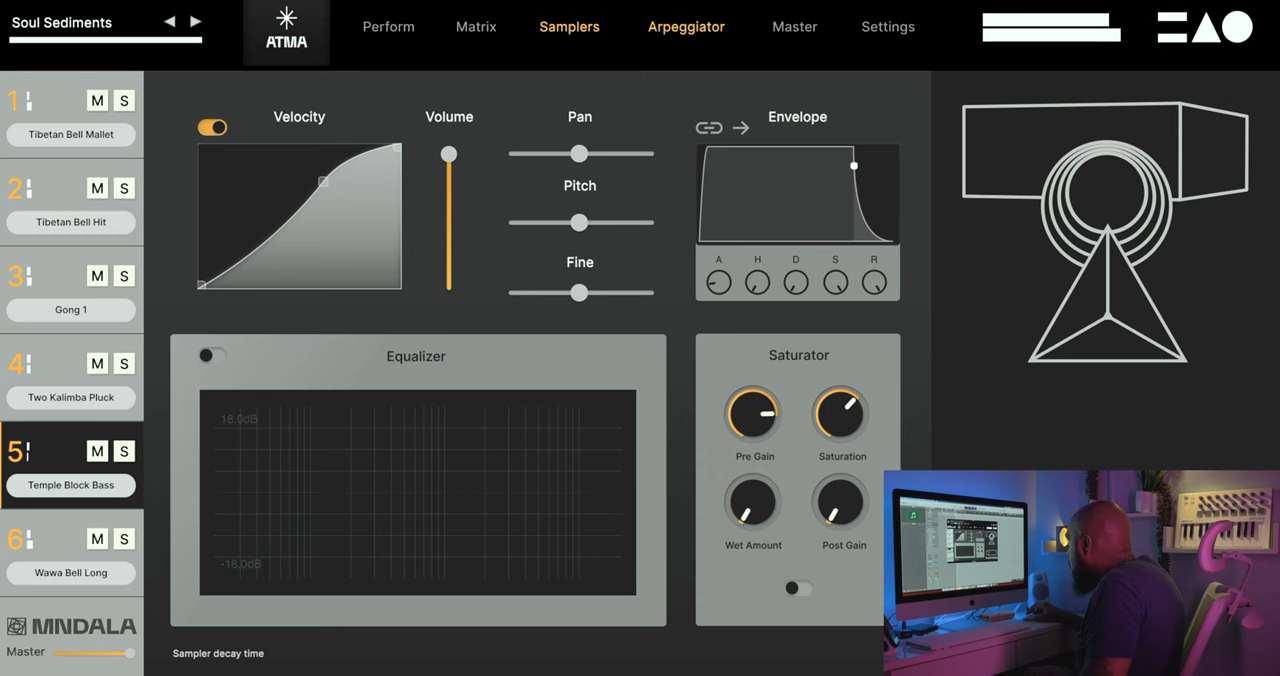 Soul Sediments
ATMA
Perform
Matrix
Samplers
Arpeggiator
Master
Settings
1
M S
Tibetan Bell Mallet
2
M S
Tibetan Bell Hit
3
M S
Gong 1
4
M S
Two Kalimba Pluck
5
M S
Temple Block Bass
6
M S
Wawa Bell Long
MNDALA
Master
Velocity
Volume
Pan
Pitch
Fine
Envelope
A H D S R
Equalizer
18.0dB
-18.0dB
Saturator
Pre Gain
Saturation
Wet Amount
Post Gain
Sampler decay time